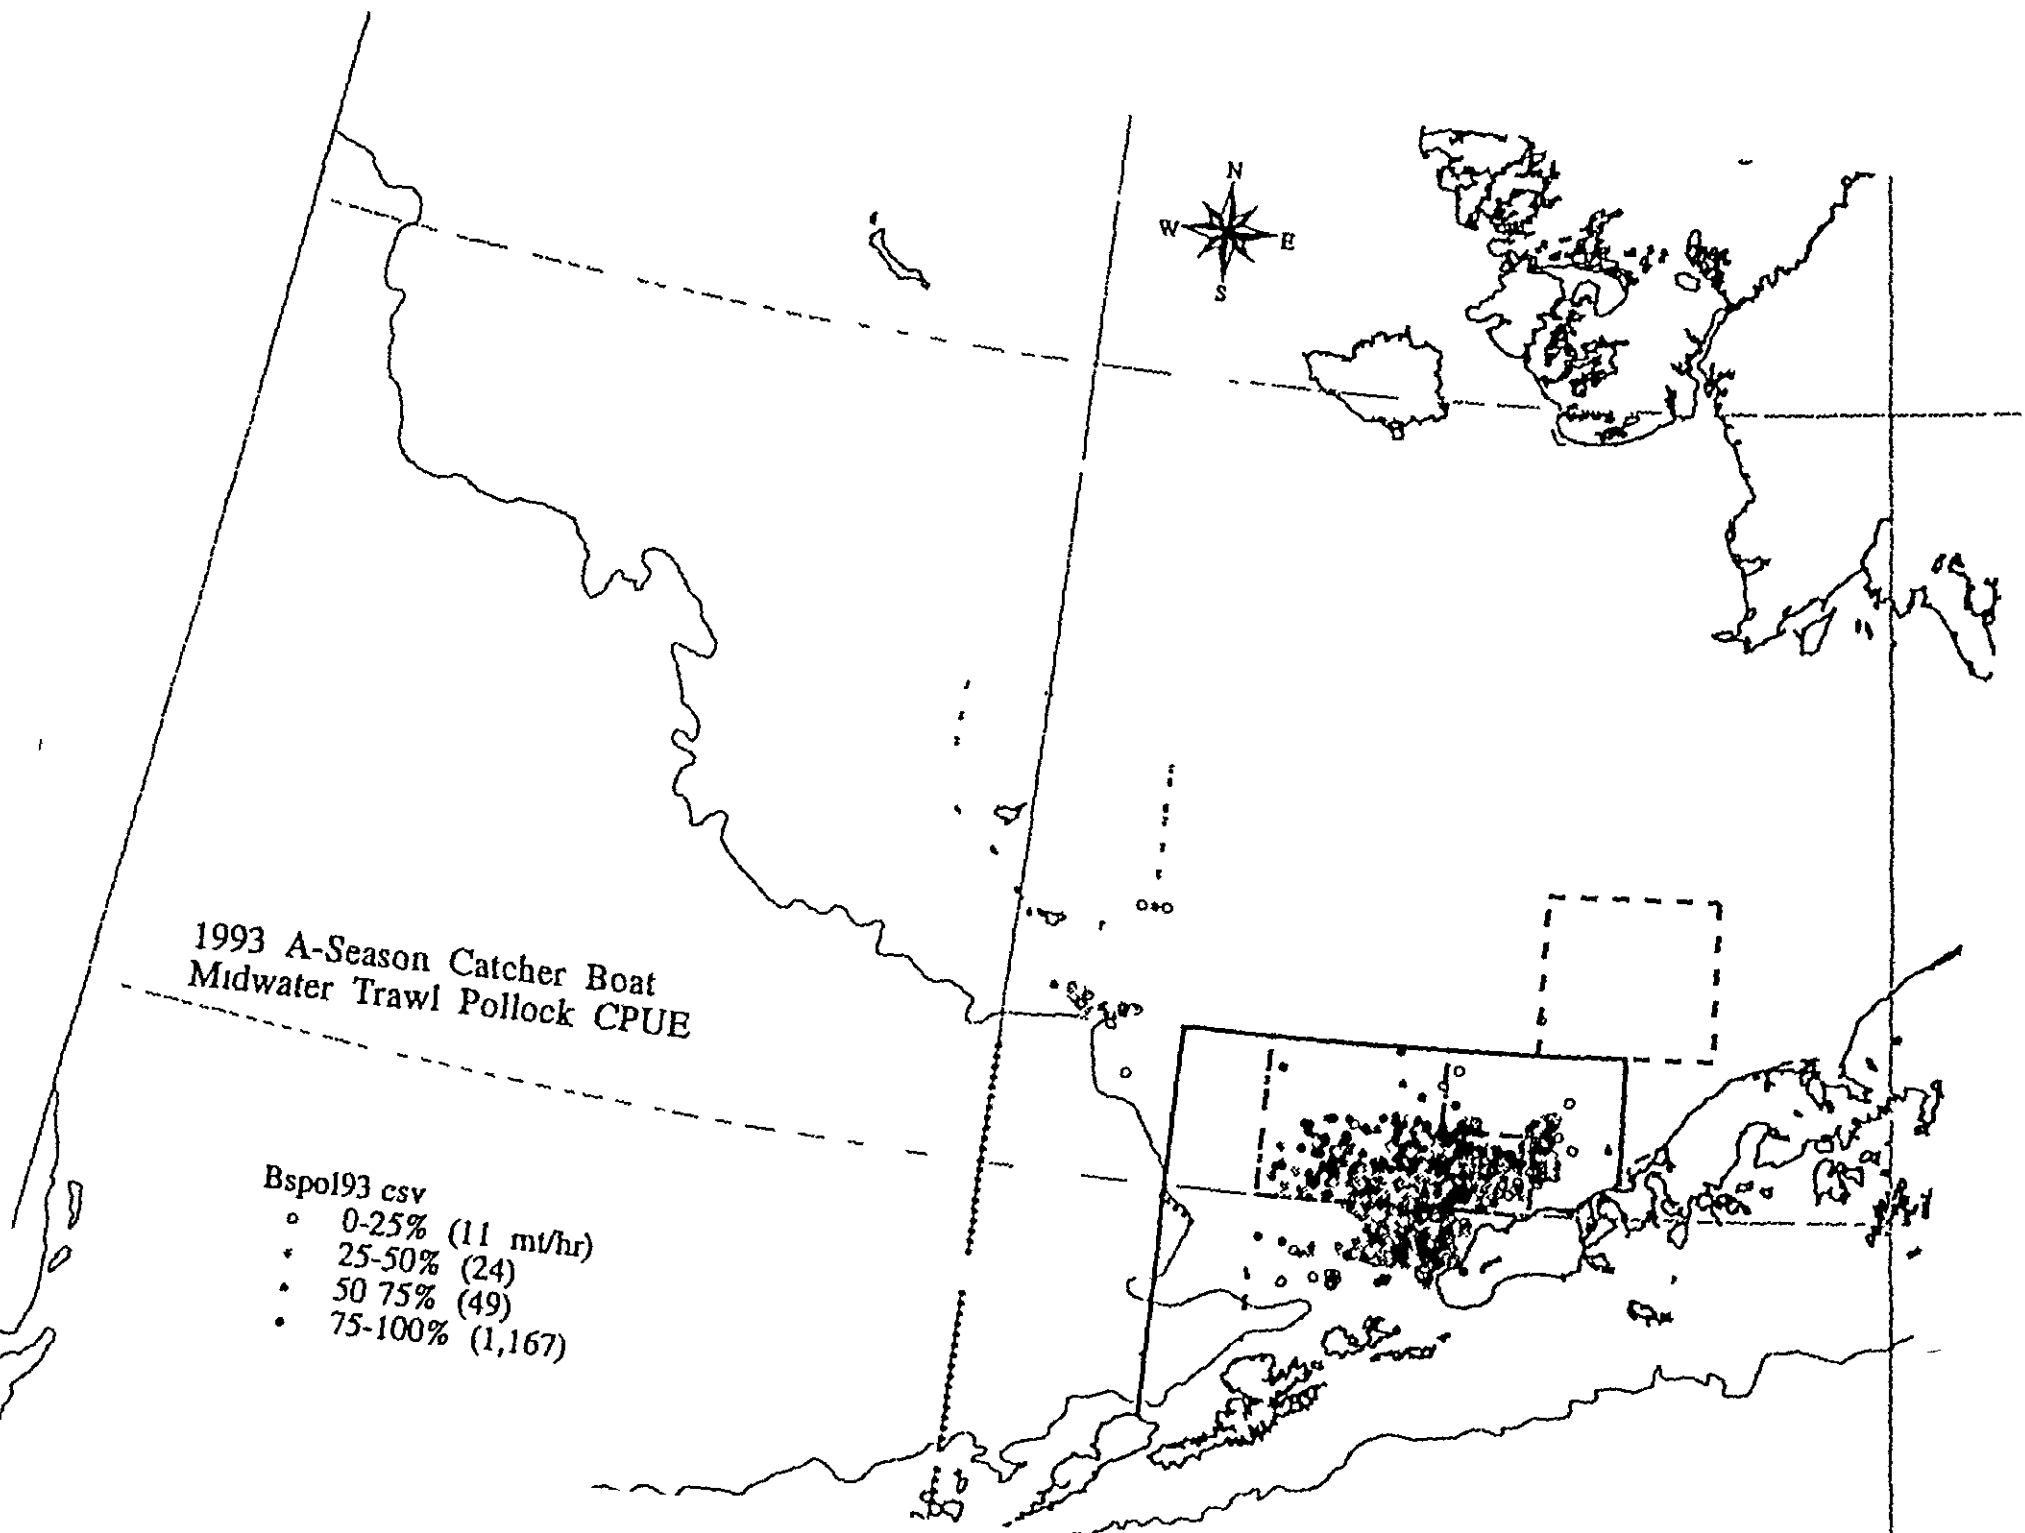 N
W E
S
1993 A-Season Catcher Boat
Midwater Trawl Pollock CPUE
Bspol93 csv
0-25% (11 mt/hr)
25-50% (24)
50 75% (49)
75-100% (1,167)